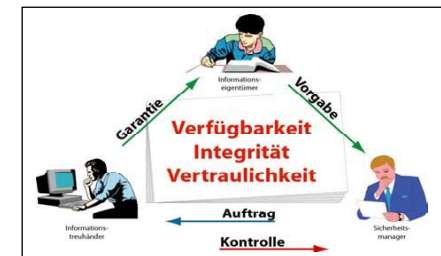 Informations-
eigentümer
Garantie
Vorgabe
Verfügbarkeit
Integrität
Vertraulichkeit
Informations-
treuhänder
Auftrag
Sicherheits-
manager
Kontrolle